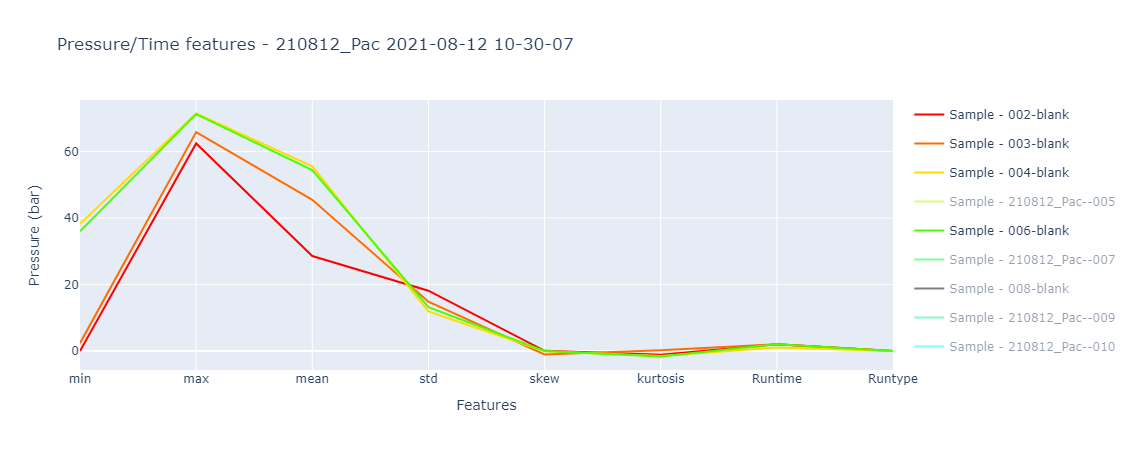 Pressure/Time features - 210812_Pac 2021-08-12 10-30-07
Pressure (bar)
60
40
20
0
min
max
mean
std
skew
kurtosis
Runtime
Runtype
Features
Sample - 002-blank
Sample - 003-blank
Sample - 004-blank
Sample - 210812_Pac--005
Sample - 006-blank
Sample - 210812_Pac--007
Sample - 008-blank
Sample - 210812_Pac--009
Sample - 210812_Pac--010